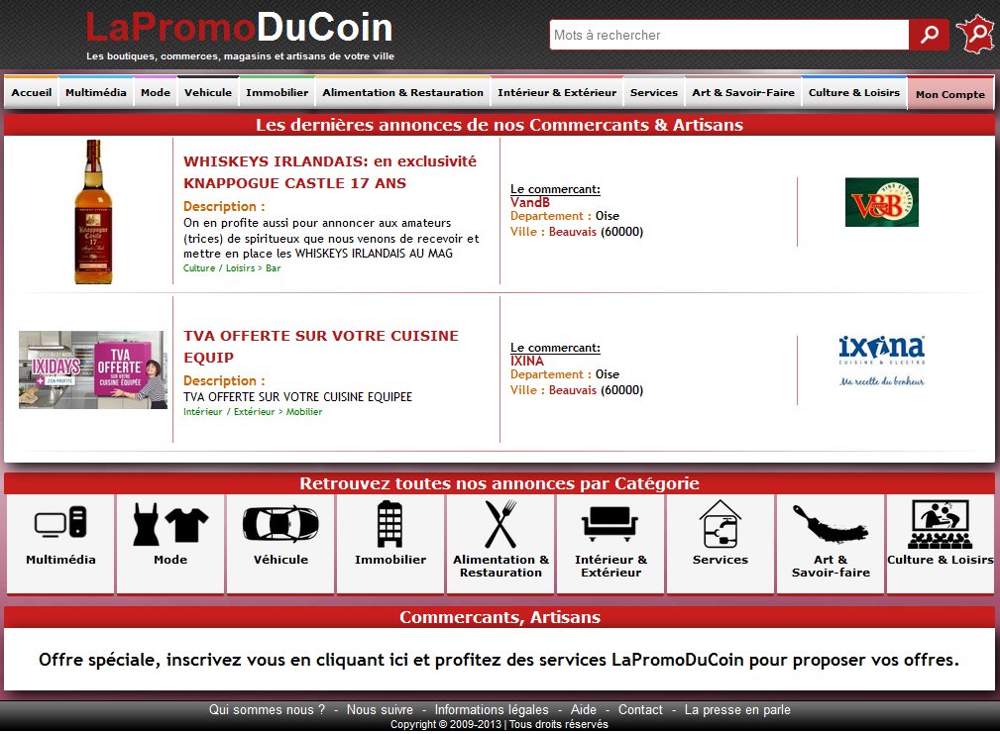 LaPromoDuCoin
Les boutiques, commerces, magasins et artisans de votre ville
Mots à rechercher
Accueil Multimédia Mode Vehicule Immobilier Alimentation & Restauration Intérieur & Extérieur Services Art & Savoir-Faire Culture & Loisirs Mon Compte
Les dernières annonces de nos Commercants & Artisans
Knappogue
Castle
17
WHISKEYS IRLANDAIS: en exclusivité
KNAPPOGUE CASTLE 17 ANS
Description :
On en profite aussi pour annoncer aux amateurs
(trices) de spiritueux que nous venons de recevoir et
mettre en place les WHISKEYS IRLANDAIS AU MAG
Culture / Loisirs > Bar
Le commercant:
VandB
Departement : Oise
Ville : Beauvais (60000)
V&B
IXIDAYS
TVA
OFFERTE
SUR VOTRE
CUISINE ÉQUIPÉE
TVA OFFERTE SUR VOTRE CUISINE
EQUIP
Description :
TVA OFFERTE SUR VOTRE CUISINE EQUIPEE
Intérieur / Extérieur > Mobilier
Le commercant:
IXINA
Departement : Oise
Ville : Beauvais (60000)
ixina
CUISINE & ELECTRO
Ma recette du bonheur
Retrouvez toutes nos annonces par Catégorie
Multimédia
Mode
Véhicule
Immobilier
Alimentation &
Restauration
Intérieur &
Extérieur
Services
Art &
Savoir-faire
Culture & Loisirs
Commercants, Artisans
Offre spéciale, inscrivez vous en cliquant ici et profitez des services LaPromoDuCoin pour proposer vos offres.
Qui sommes nous ? - Nous suivre - Informations légales - Aide - Contact - La presse en parle
Copyright © 2009-2013 | Tous droits réservés